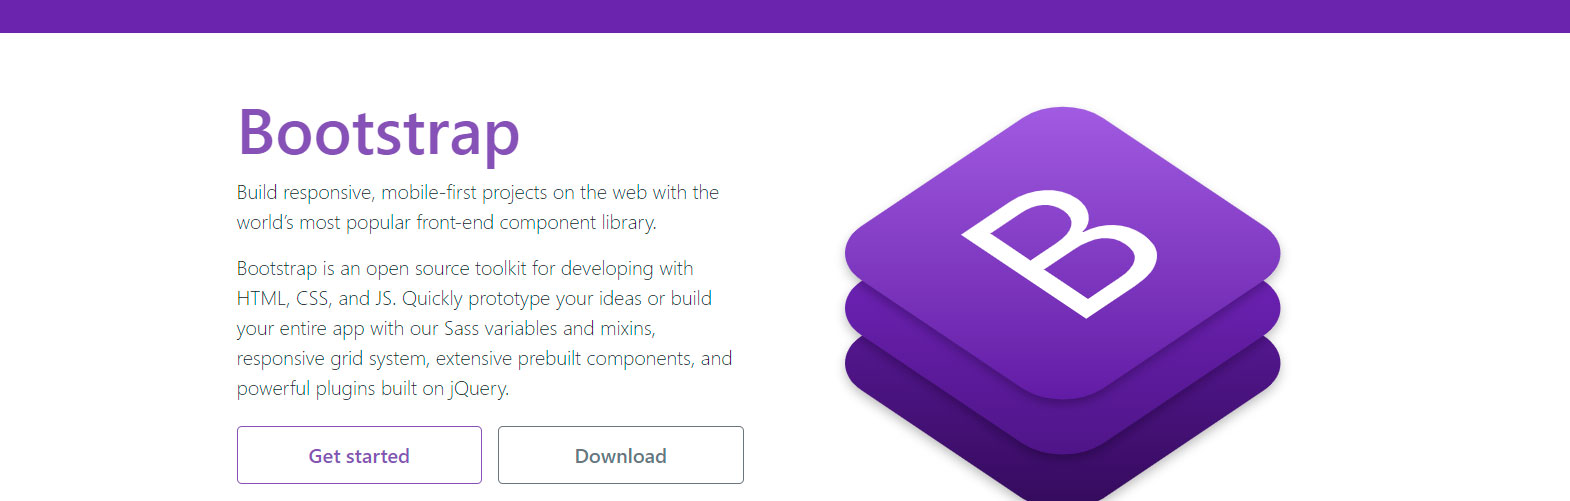 Bootstrap
Build responsive, mobile-first projects on the web with the
world’s most popular front-end component library.
Bootstrap is an open source toolkit for developing with
HTML, CSS, and JS. Quickly prototype your ideas or build
your entire app with our Sass variables and mixins,
responsive grid system, extensive prebuilt components, and
powerful plugins built on jQuery.
Get started
Download
B